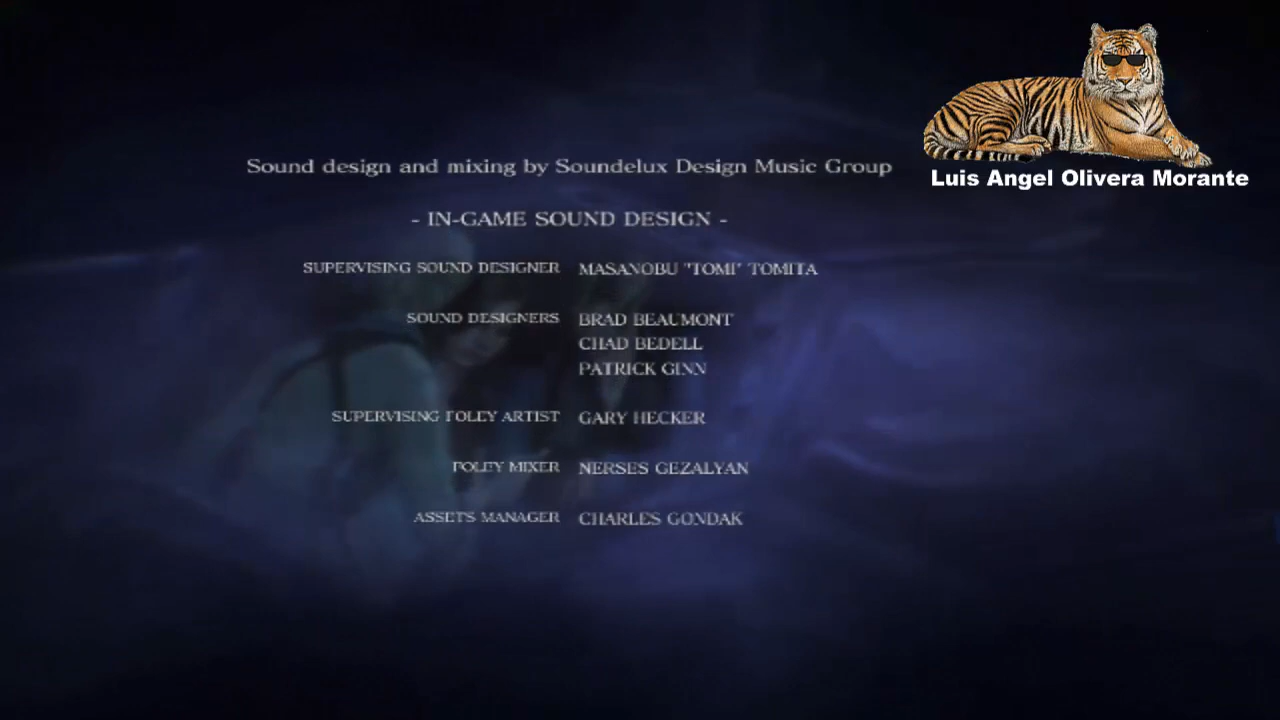 Sound design and mixing by Soundelux Design Music Group
- IN-GAME SOUND DESIGN -
SUPERVISING SOUND DESIGNER MASANOBU "TOMI" TOMITA
SOUND DESIGNERS BRAD BEAUMONT
CHAD BEDELL
PATRICK GINN
SUPERVISING FOLEY ARTIST GARY HECKER
FOLEY MIXER NERSES GEZALYAN
ASSETS MANAGER CHARLES GONDAK
Luis Angel Olivera Morante